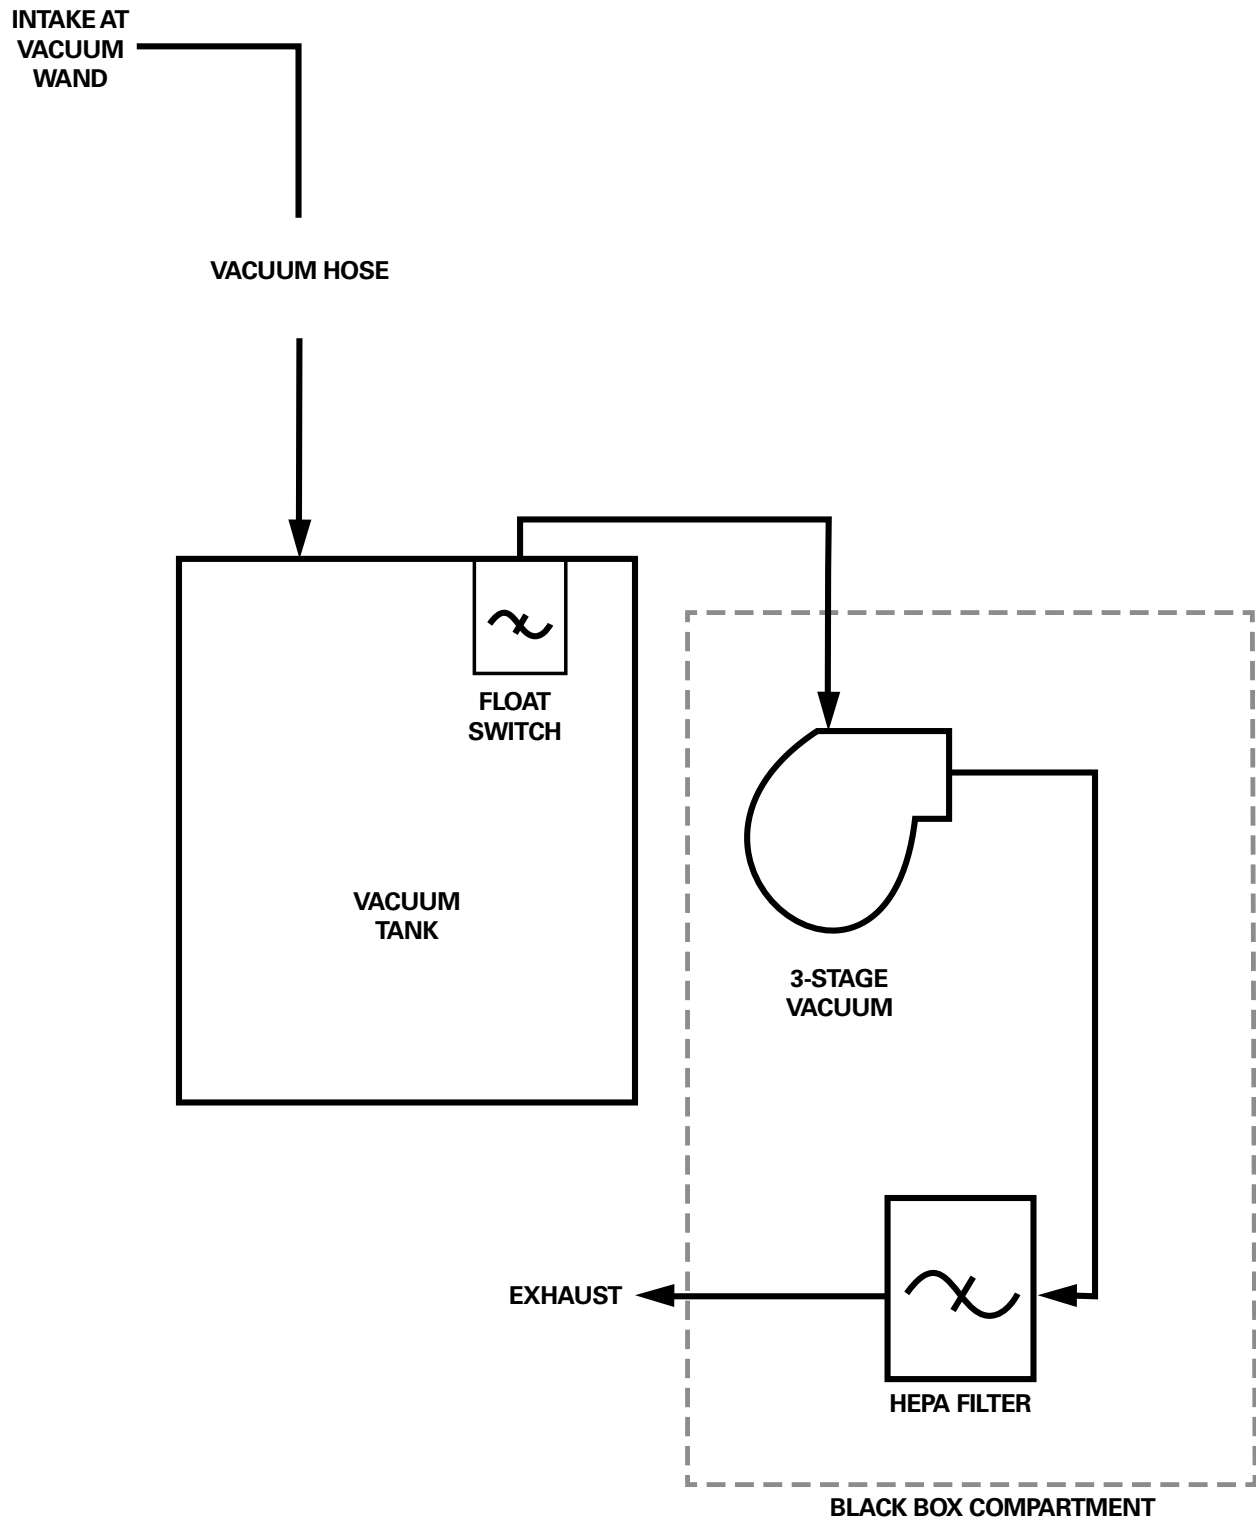 INTAKE AT
VACUUM
WAND
VACUUM HOSE
FLOAT
SWITCH
VACUUM
TANK
3-STAGE
VACUUM
EXHAUST
HEPA FILTER
BLACK BOX COMPARTMENT